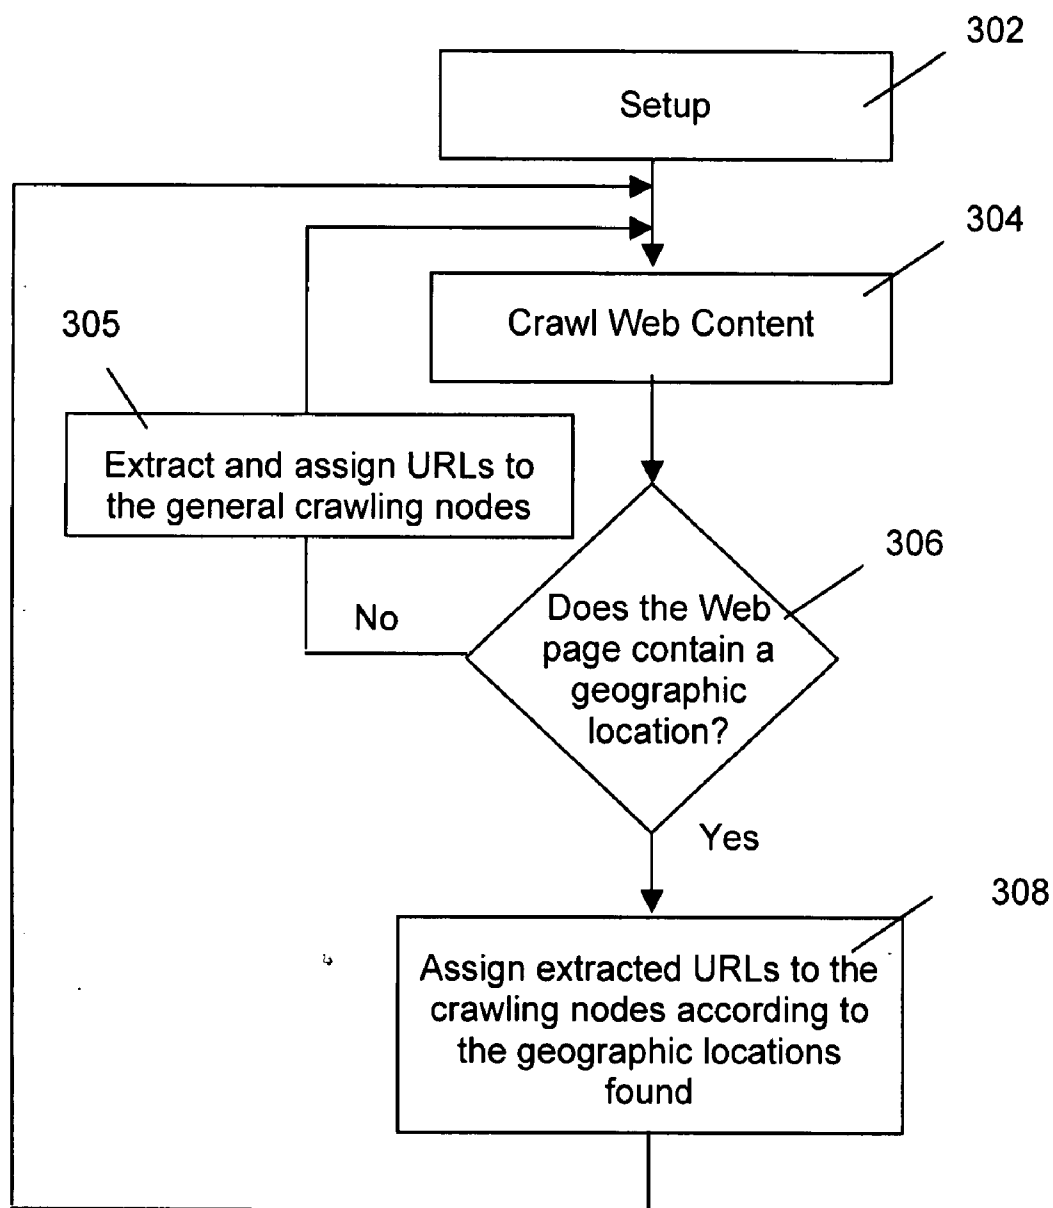 302
Setup
304
Crawl Web Content
305
Extract and assign URLs to
the general crawling nodes
306
Does the Web
page contain a
geographic
location?
No
Yes
308
Assign extracted URLs to the
crawling nodes according to
the geographic locations
found